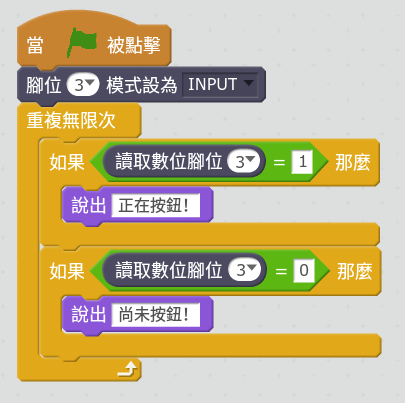 當 被點擊
腳位 3 模式設為 INPUT
重複無限次
如果 讀取數位腳位 3 = 1 那麼
說出 正在按鈕!
如果 讀取數位腳位 3 = 0 那麼
說出 尚未按鈕!